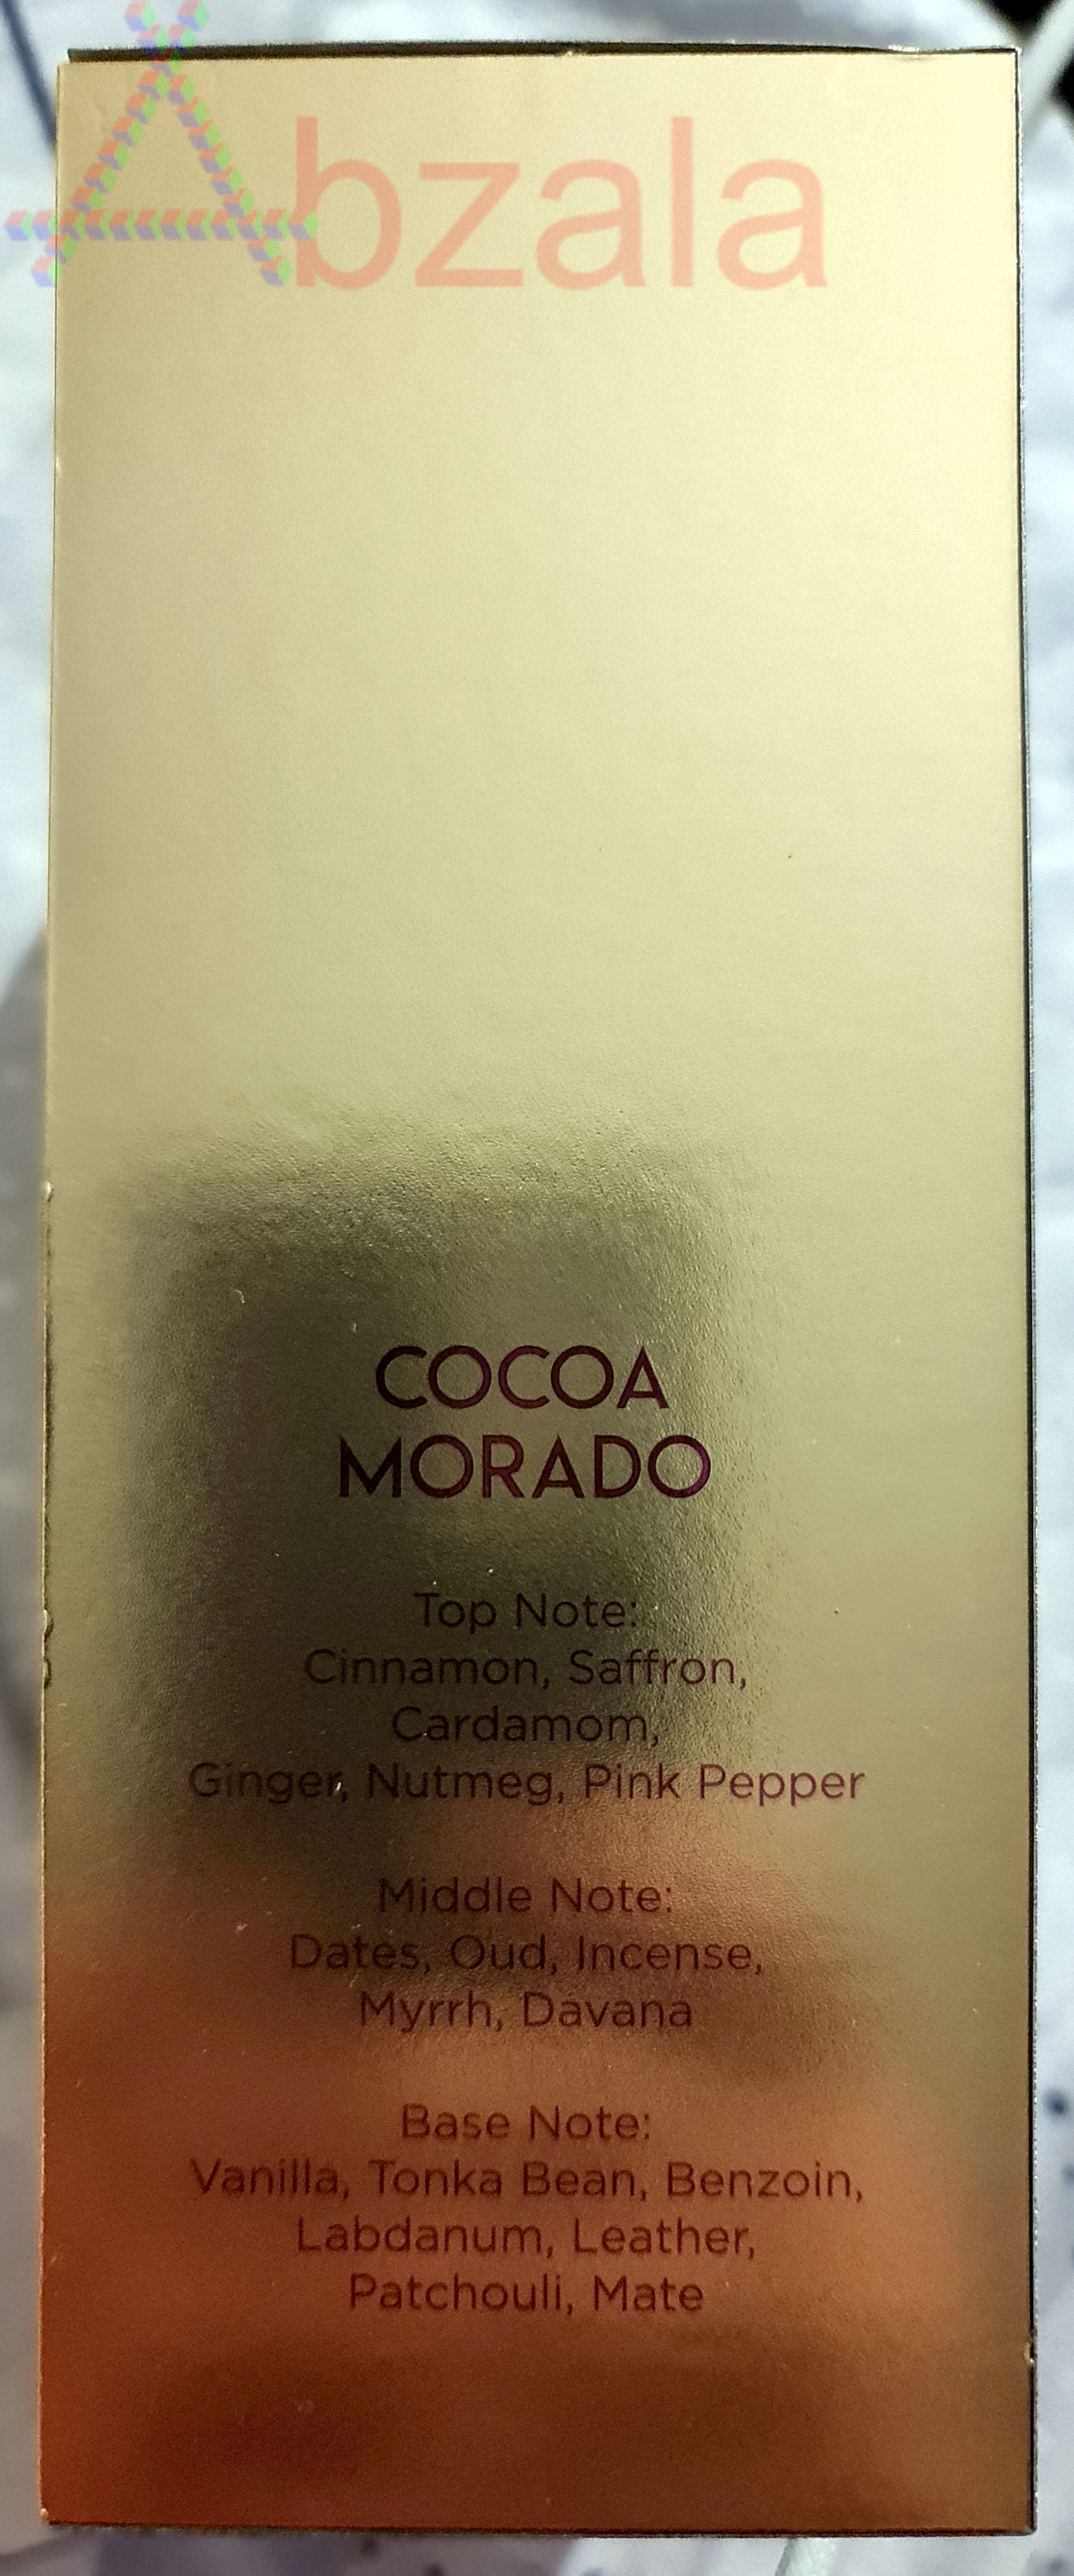 Abzala
COCOA
MORADO
Top Note:
Cinnamon, Saffron,
Cardamom,
Ginger, Nutmeg, Pink Pepper
Middle Note:
Dates, Oud, Incense,
Myrrh, Davana
Base Note:
Vanilla, Tonka Bean, Benzoin,
Labdanum, Leather,
Patchouli, Mate